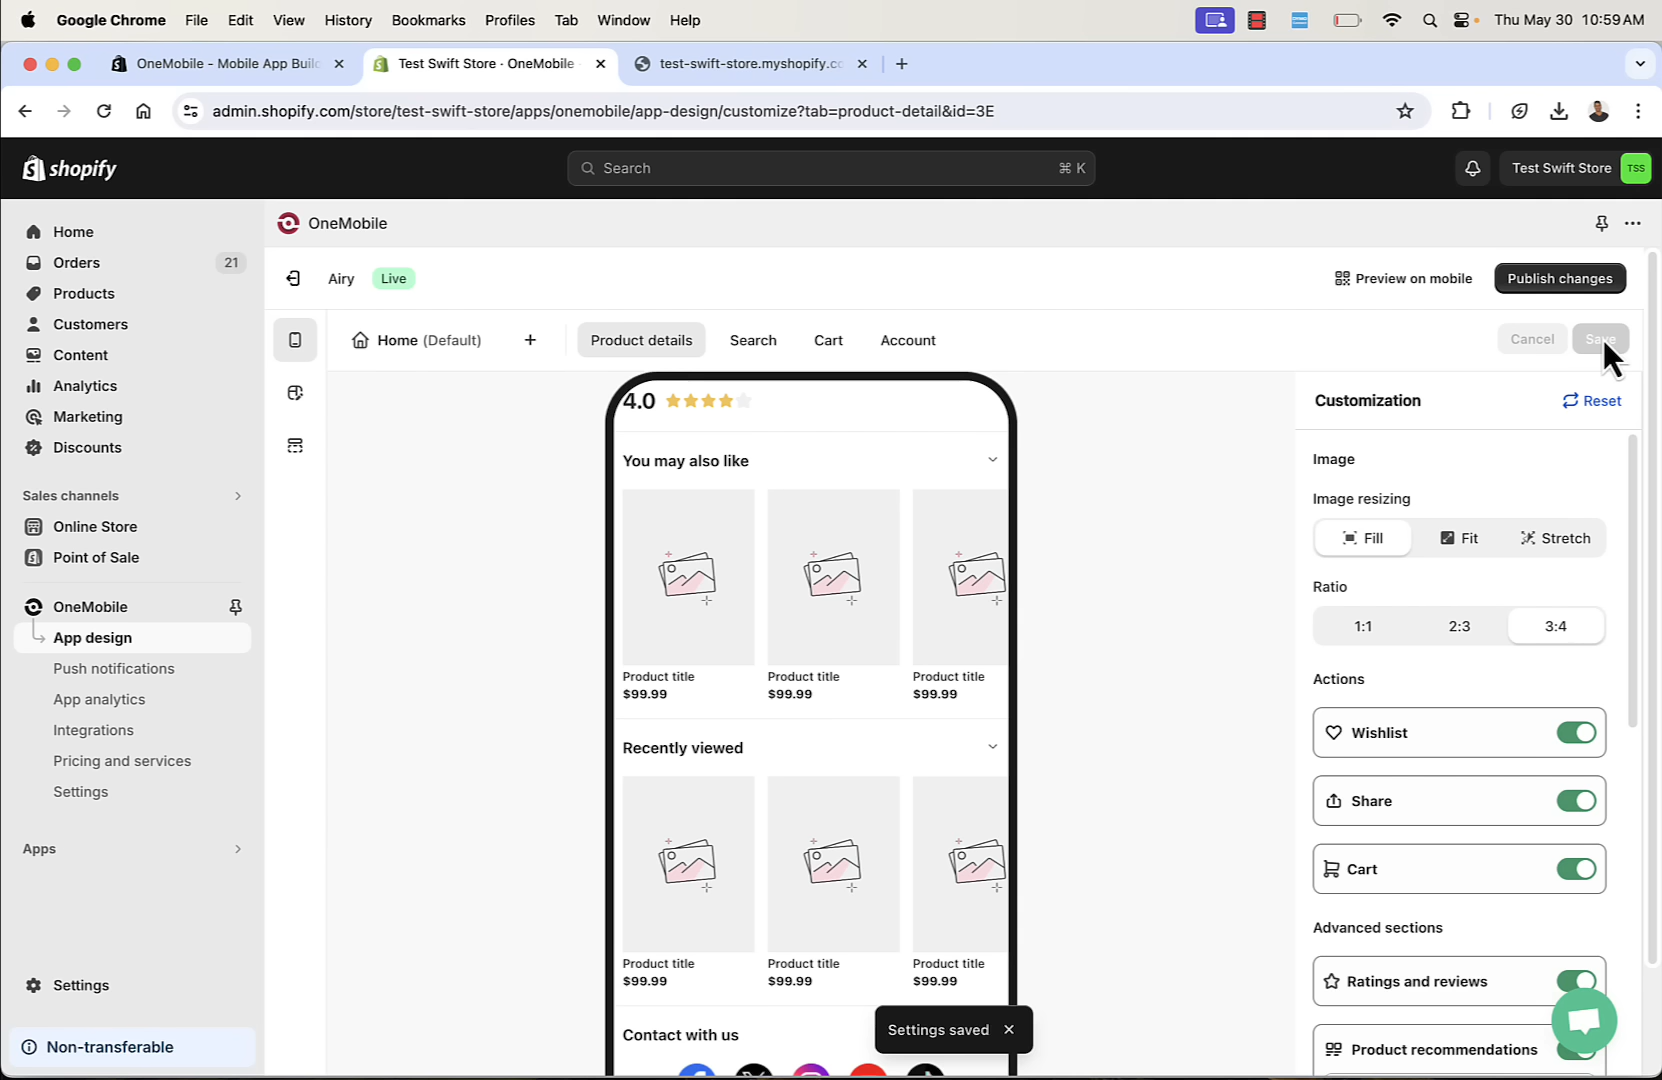 Google Chrome File Edit View History Bookmarks Profiles Tab Window Help Thu May 30 10:59 AM
OneMobile - Mobile App Buil
Test Swift Store · OneMobile
test-swift-store.myshopify.co
admin.shopify.com/store/test-swift-store/apps/onemobile/app-design/customize?tab=product-detail&id=3E
shopify
Search
⌘ K
Test Swift Store
TSS
Home
Orders
21
Products
Customers
Content
Analytics
Marketing
Discounts
Sales channels
Online Store
Point of Sale
OneMobile
App design
Push notifications
App analytics
Integrations
Pricing and services
Settings
Apps
Settings
Non-transferable
OneMobile
Airy
Live
Preview on mobile
Publish changes
Home (Default)
Product details
Search
Cart
Account
Cancel
Save
4.0
You may also like
Product title
$99.99
Product title
$99.99
Product title
$99.99
Recently viewed
Product title
$99.99
Product title
$99.99
Product title
$99.99
Contact with us
Settings saved
Customization
Reset
Image
Image resizing
Fill
Fit
Stretch
Ratio
1:1
2:3
3:4
Actions
Wishlist
Share
Cart
Advanced sections
Ratings and reviews
Product recommendations